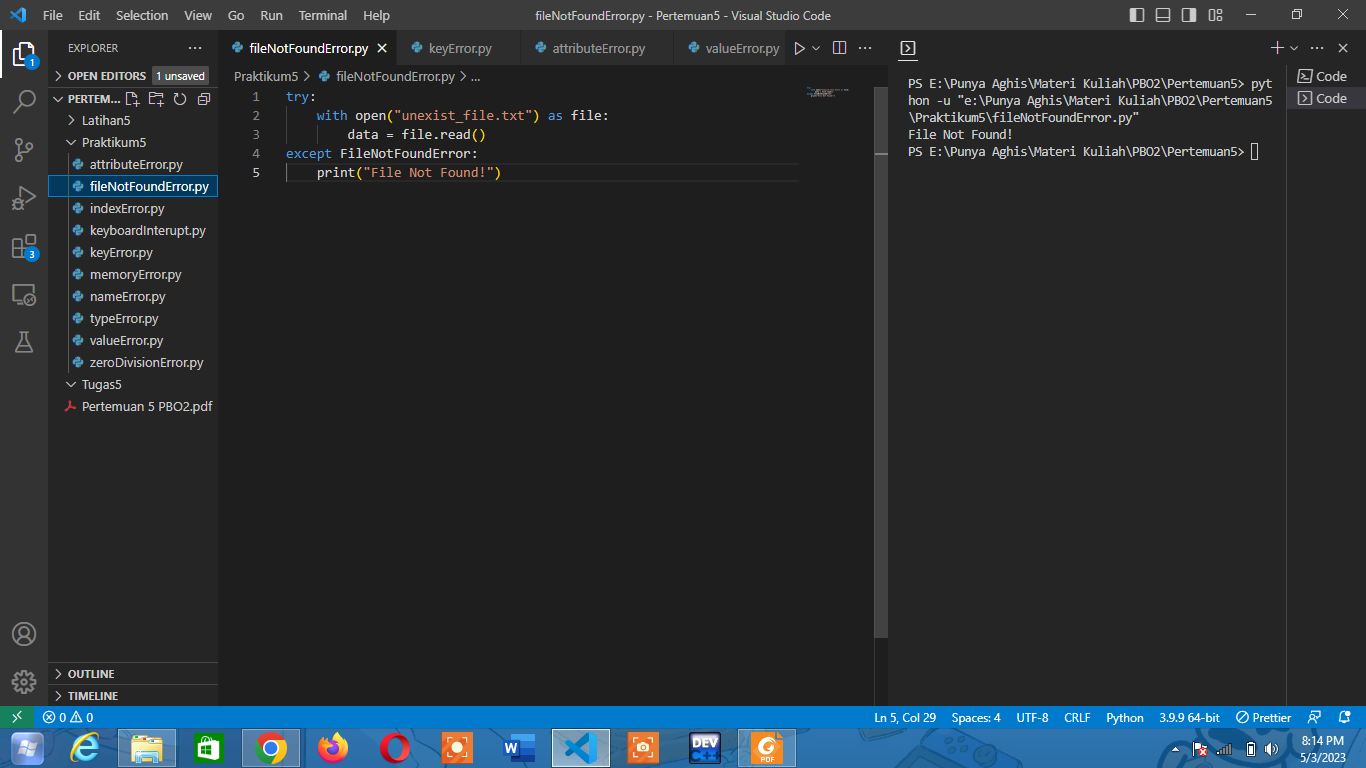 File Edit Selection View Go Run Terminal Help
fileNotFoundError.py - Pertemuan5 - Visual Studio Code
EXPLORER
OPEN EDITORS 1 unsaved
PERTEM...
Latihan5
Praktikum5
attributeError.py
fileNotFoundError.py
indexError.py
keyboardInterupt.py
keyError.py
memoryError.py
nameError.py
typeError.py
valueError.py
zeroDivisionError.py
Tugas5
Pertemuan 5 PBO2.pdf
OUTLINE
TIMELINE
1
3
fileNotFoundError.py keyError.py attributeError.py valueError.py
Praktikum5 > fileNotFoundError.py > ...
1 try:
2 with open("unexist_file.txt") as file:
3 data = file.read()
4 except FileNotFoundError:
5 print("File Not Found!")
PS E:\Punya Aghis\Materi Kuliah\PBO2\Pertemuan5> pyt
hon -u "e:\Punya Aghis\Materi Kuliah\PBO2\Pertemuan5
\Praktikum5\fileNotFoundError.py"
File Not Found!
PS E:\Punya Aghis\Materi Kuliah\PBO2\Pertemuan5>
Code
Code
0 0 Ln 5, Col 29 Spaces: 4 UTF-8 CRLF Python 3.9.9 64-bit Prettier
DEV
C++
PDF
8:14 PM
5/3/2023